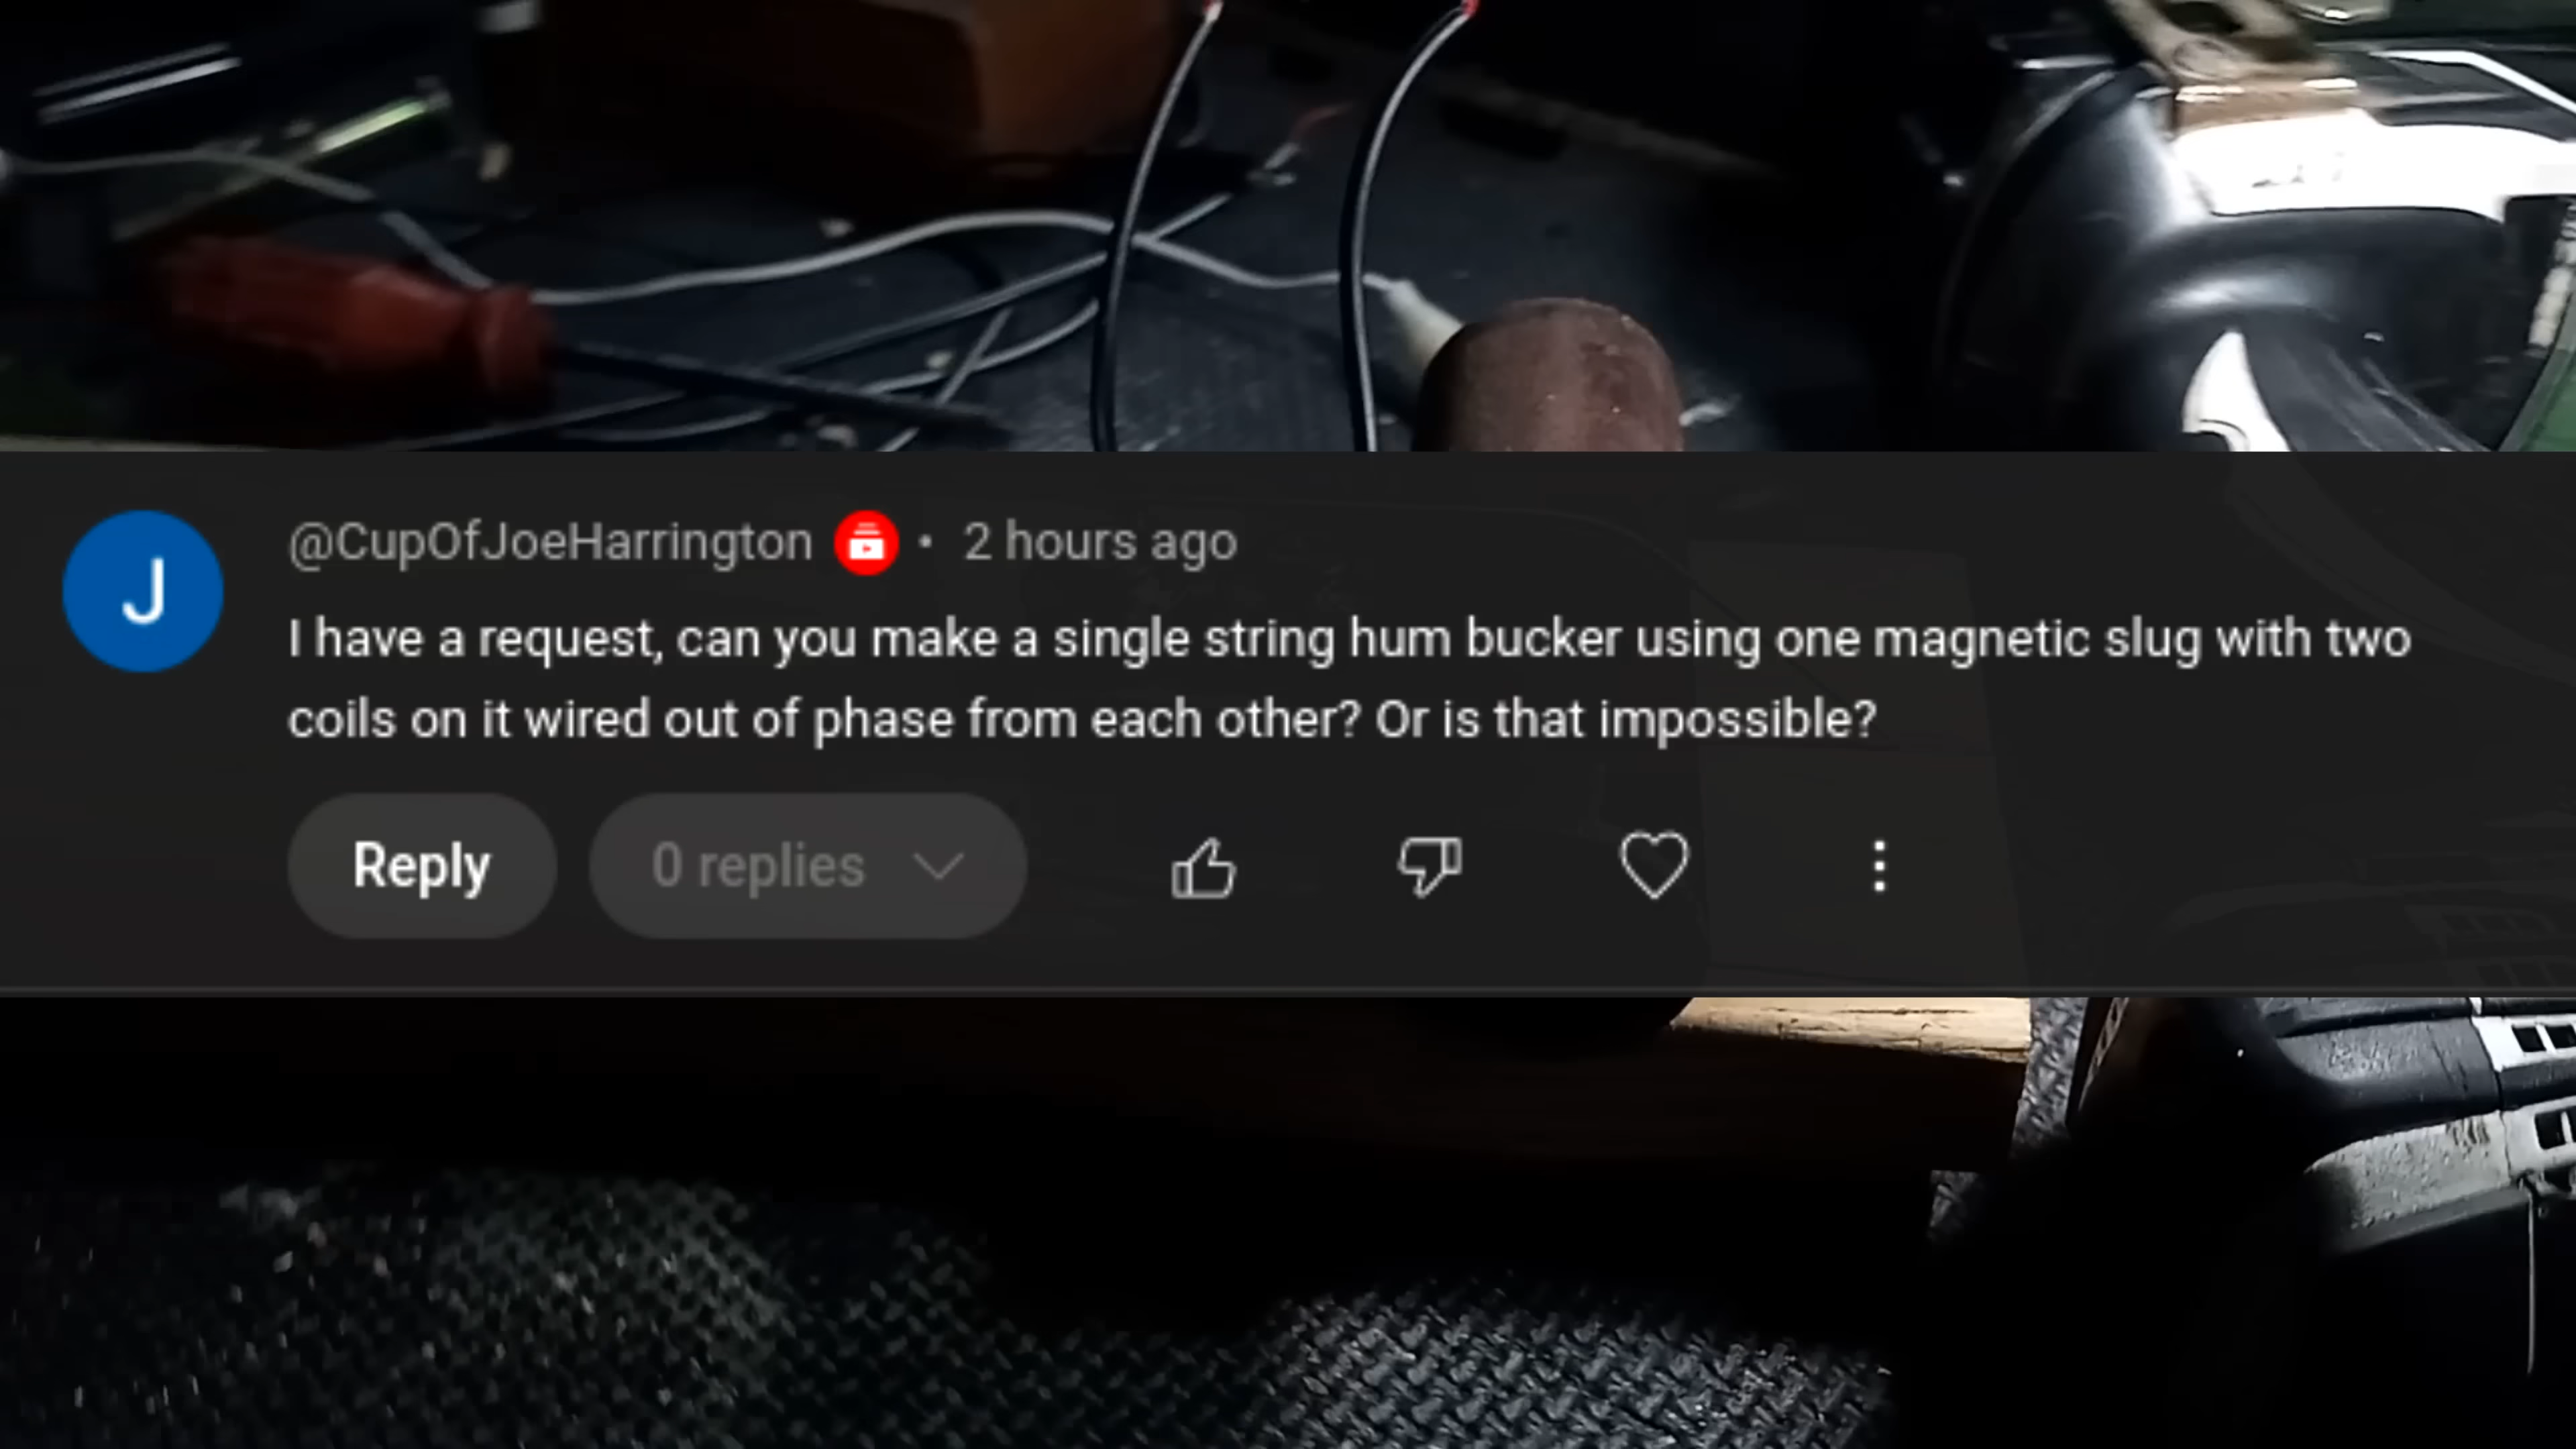 J
@CupOfJoeHarrington • 2 hours ago
I have a request, can you make a single string hum bucker using one magnetic slug with two
coils on it wired out of phase from each other? Or is that impossible?
Reply
0 replies